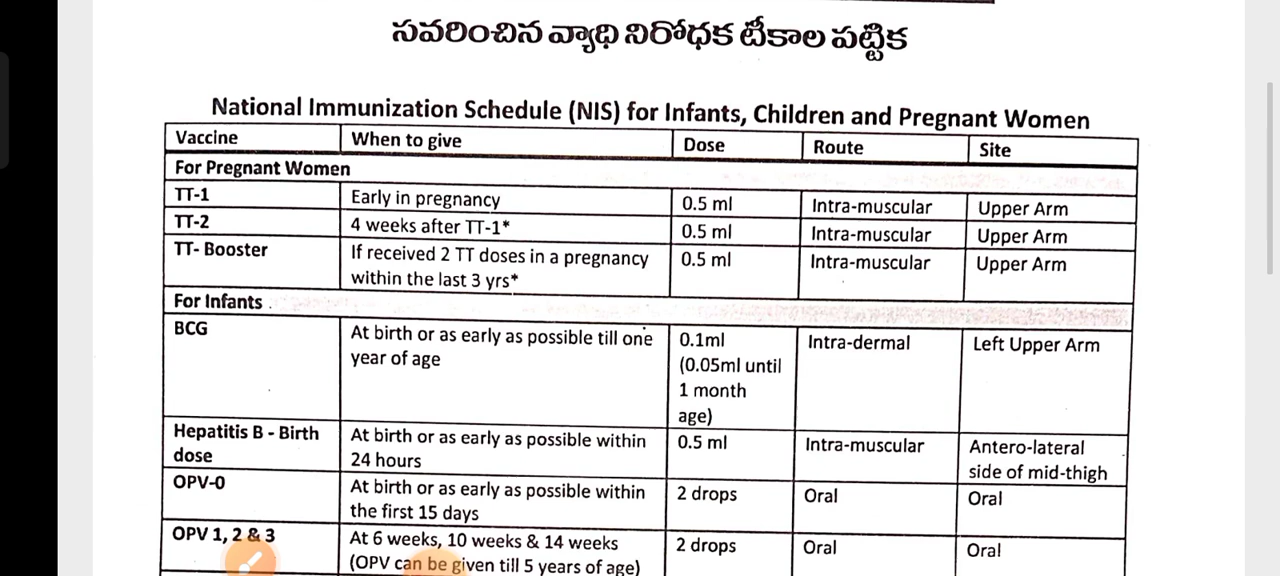 సవరించిన వ్యాధి నిరోధక టీకాల పట్టిక
National Immunization Schedule (NIS) for Infants, Children and Pregnant Women
Vaccine When to give Dose Route Site
For Pregnant Women
TT-1 Early in pregnancy 0.5 ml Intra-muscular Upper Arm
TT-2 4 weeks after TT-1* 0.5 ml Intra-muscular Upper Arm
TT- Booster If received 2 TT doses in a pregnancy 0.5 ml Intra-muscular Upper Arm
within the last 3 yrs*
For Infants
BCG At birth or as early as possible till one 0.1ml Intra-dermal Left Upper Arm
year of age (0.05ml until
1 month
age)
Hepatitis B - Birth At birth or as early as possible within 0.5 ml Intra-muscular Antero-lateral
dose 24 hours side of mid-thigh
OPV-0 At birth or as early as possible within 2 drops Oral Oral
the first 15 days
OPV 1, 2 & 3 At 6 weeks, 10 weeks & 14 weeks 2 drops Oral Oral
(OPV can be given till 5 years of age)